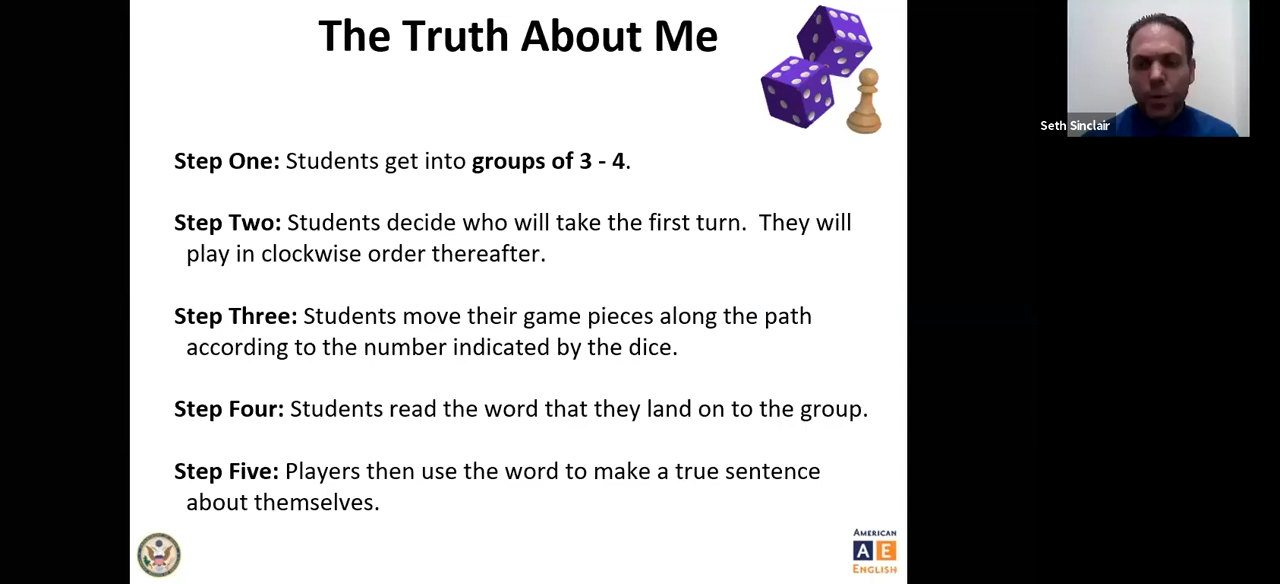 The Truth About Me
Seth Sinclair
Step One: Students get into groups of 3 - 4.
Step Two: Students decide who will take the first turn.  They will
play in clockwise order thereafter.
Step Three: Students move their game pieces along the path
according to the number indicated by the dice.
Step Four: Students read the word that they land on to the group.
Step Five: Players then use the word to make a true sentence
about themselves.
AMERICAN
A E
ENGLISH